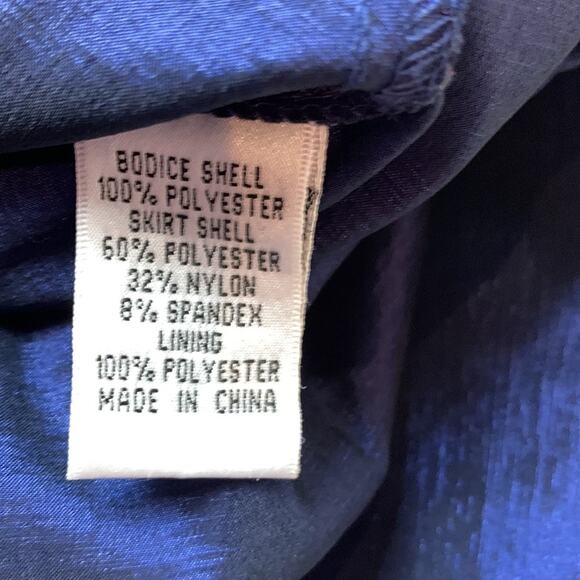 BODICE SHELL
100% POLYESTER
SKIRT SHELL
60% POLYESTER
32% NYLON
8% SPANDEX
LINING
100% POLYESTER
MADE IN CHINA